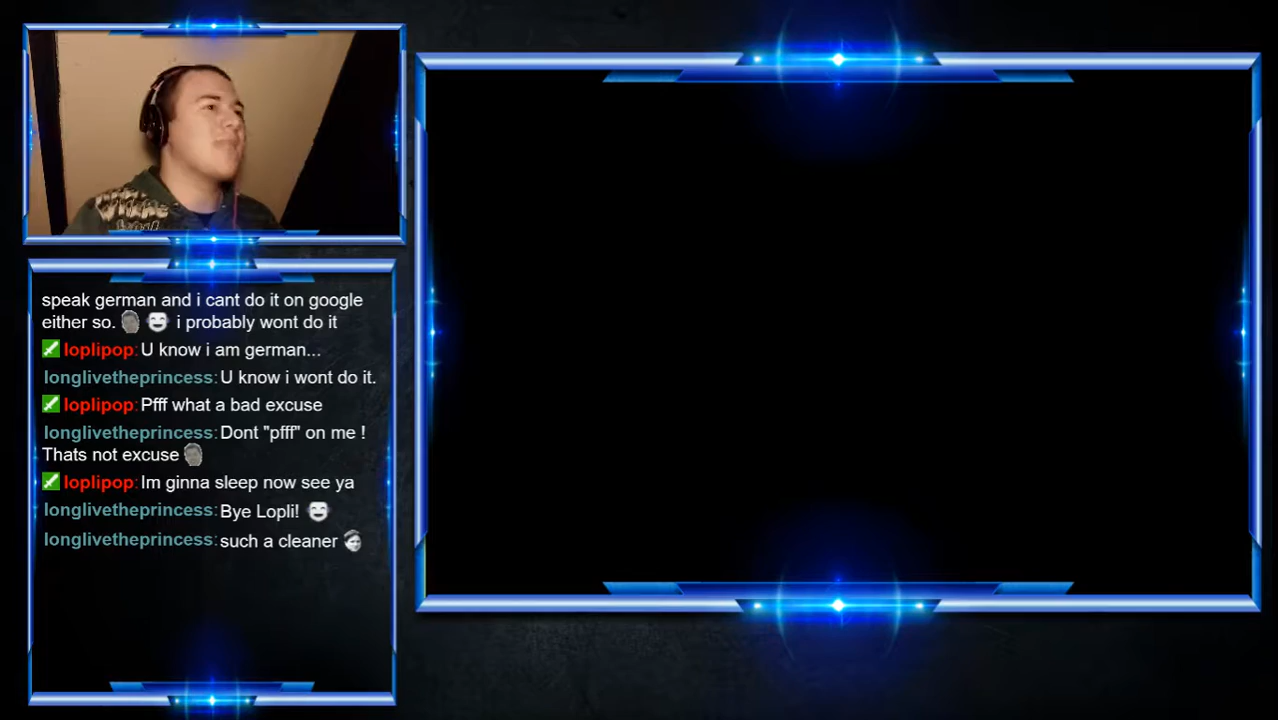 speak german and i cant do it on google
either so. i probably wont do it
loplipop: U know i am german...
longlivetheprincess: U know i wont do it.
loplipop: Pfff what a bad excuse
longlivetheprincess: Dont "pfff" on me !
Thats not excuse
loplipop: Im ginna sleep now see ya
longlivetheprincess: Bye Lopli!
longlivetheprincess: such a cleaner